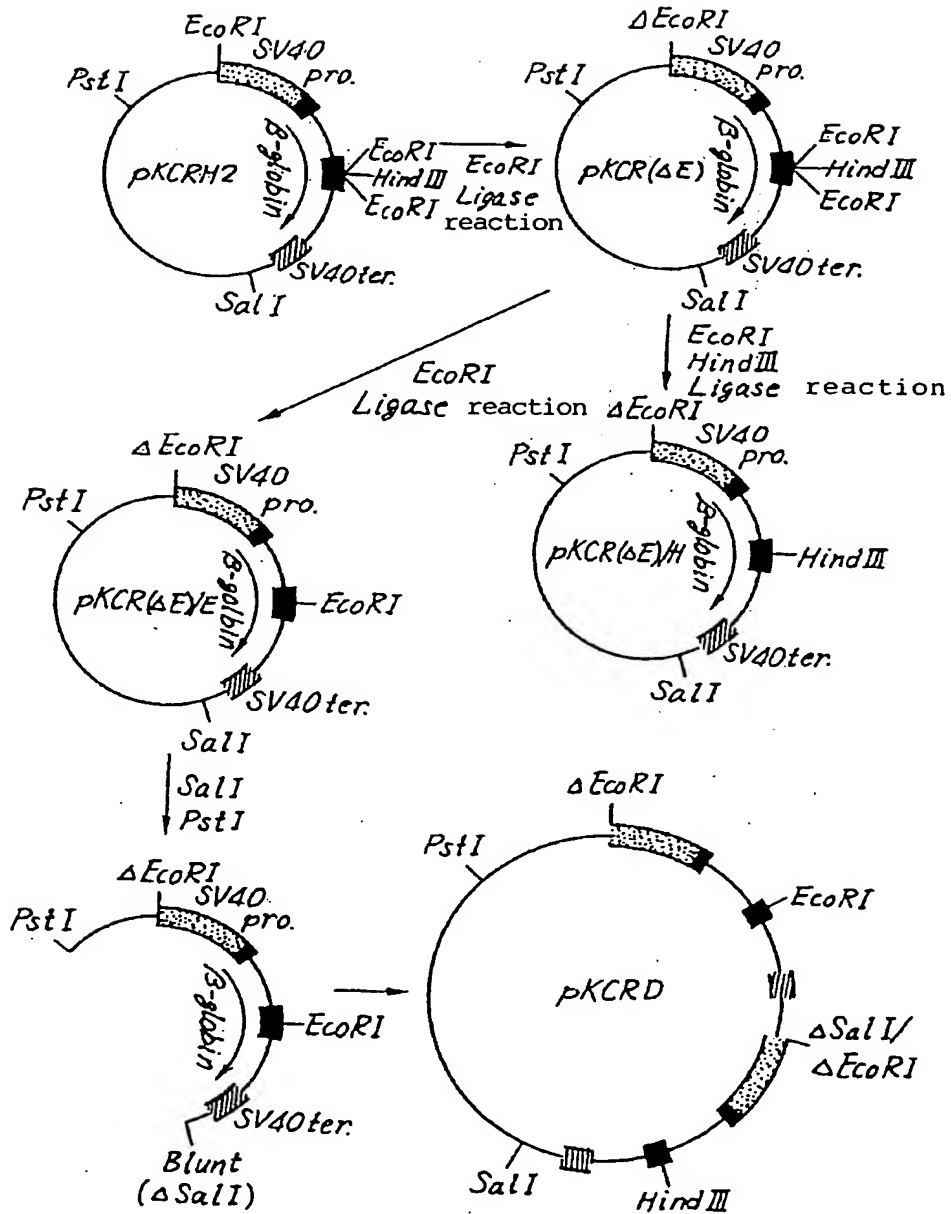 EcoRI
SV40
pro.
PstI
β-globin
pKCRH2
EcoRI
HindIII
EcoRI
SV40ter.
SalI
EcoRI
Ligase
reaction
ΔEcoRI
SV40
pro.
PstI
β-globin
pKCR(ΔE)
EcoRI
HindIII
EcoRI
SV40ter.
SalI
EcoRI
HindIII
Ligase reaction
EcoRI
Ligase reaction
ΔEcoRI
SV40
pro.
PstI
β-globin
pKCR(ΔE)/H
HindIII
SV40ter.
SalI
ΔEcoRI
SV40
pro.
PstI
β-golbin
pKCR(ΔE)/E
EcoRI
SV40ter.
SalI
SalI
PstI
ΔEcoRI
SV40
pro.
PstI
β-globin
EcoRI
SV40ter.
Blunt
(ΔSalI)
ΔEcoRI
PstI
EcoRI
pKCRD
ΔSalI/
ΔEcoRI
SalI
HindIII